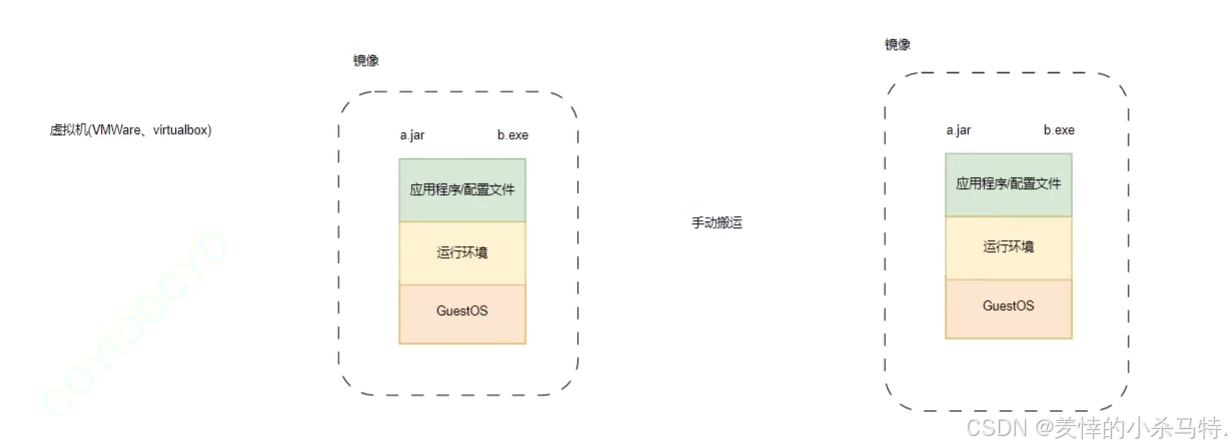 虚拟机(VMWare、virtualbox)
镜像
a.jar b.exe
应用程序/配置文件
运行环境
GuestOS
手动搬运
镜像
a.jar b.exe
应用程序/配置文件
运行环境
GuestOS
COYIDDCYD
CSDN @羡悻的小杀马特.